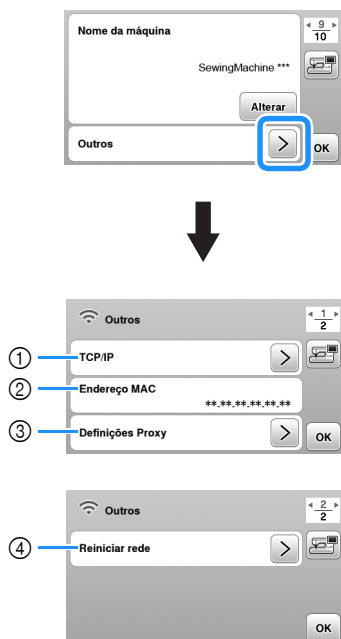 Nome da máquina
9
10
SewingMachine ***
Alterar
Outros
OK
Outros
1
2
① TCP/IP
② Endereço MAC
**.**.**.**.**.**
③ Definições Proxy
OK
Outros
2
2
④ Reiniciar rede
OK